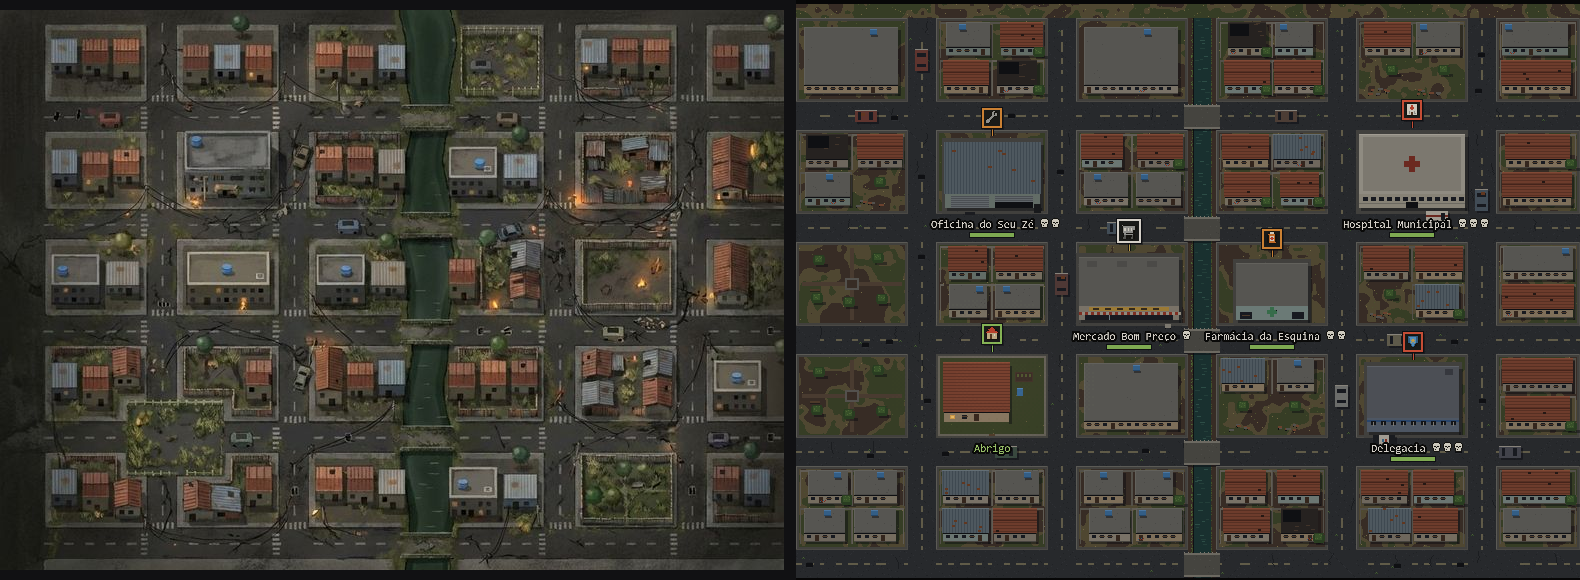 Oficina do Seu Zé
Hospital Municipal
Mercado Bom Preço
Farmácia da Esquina
Abrigo
Delegacia